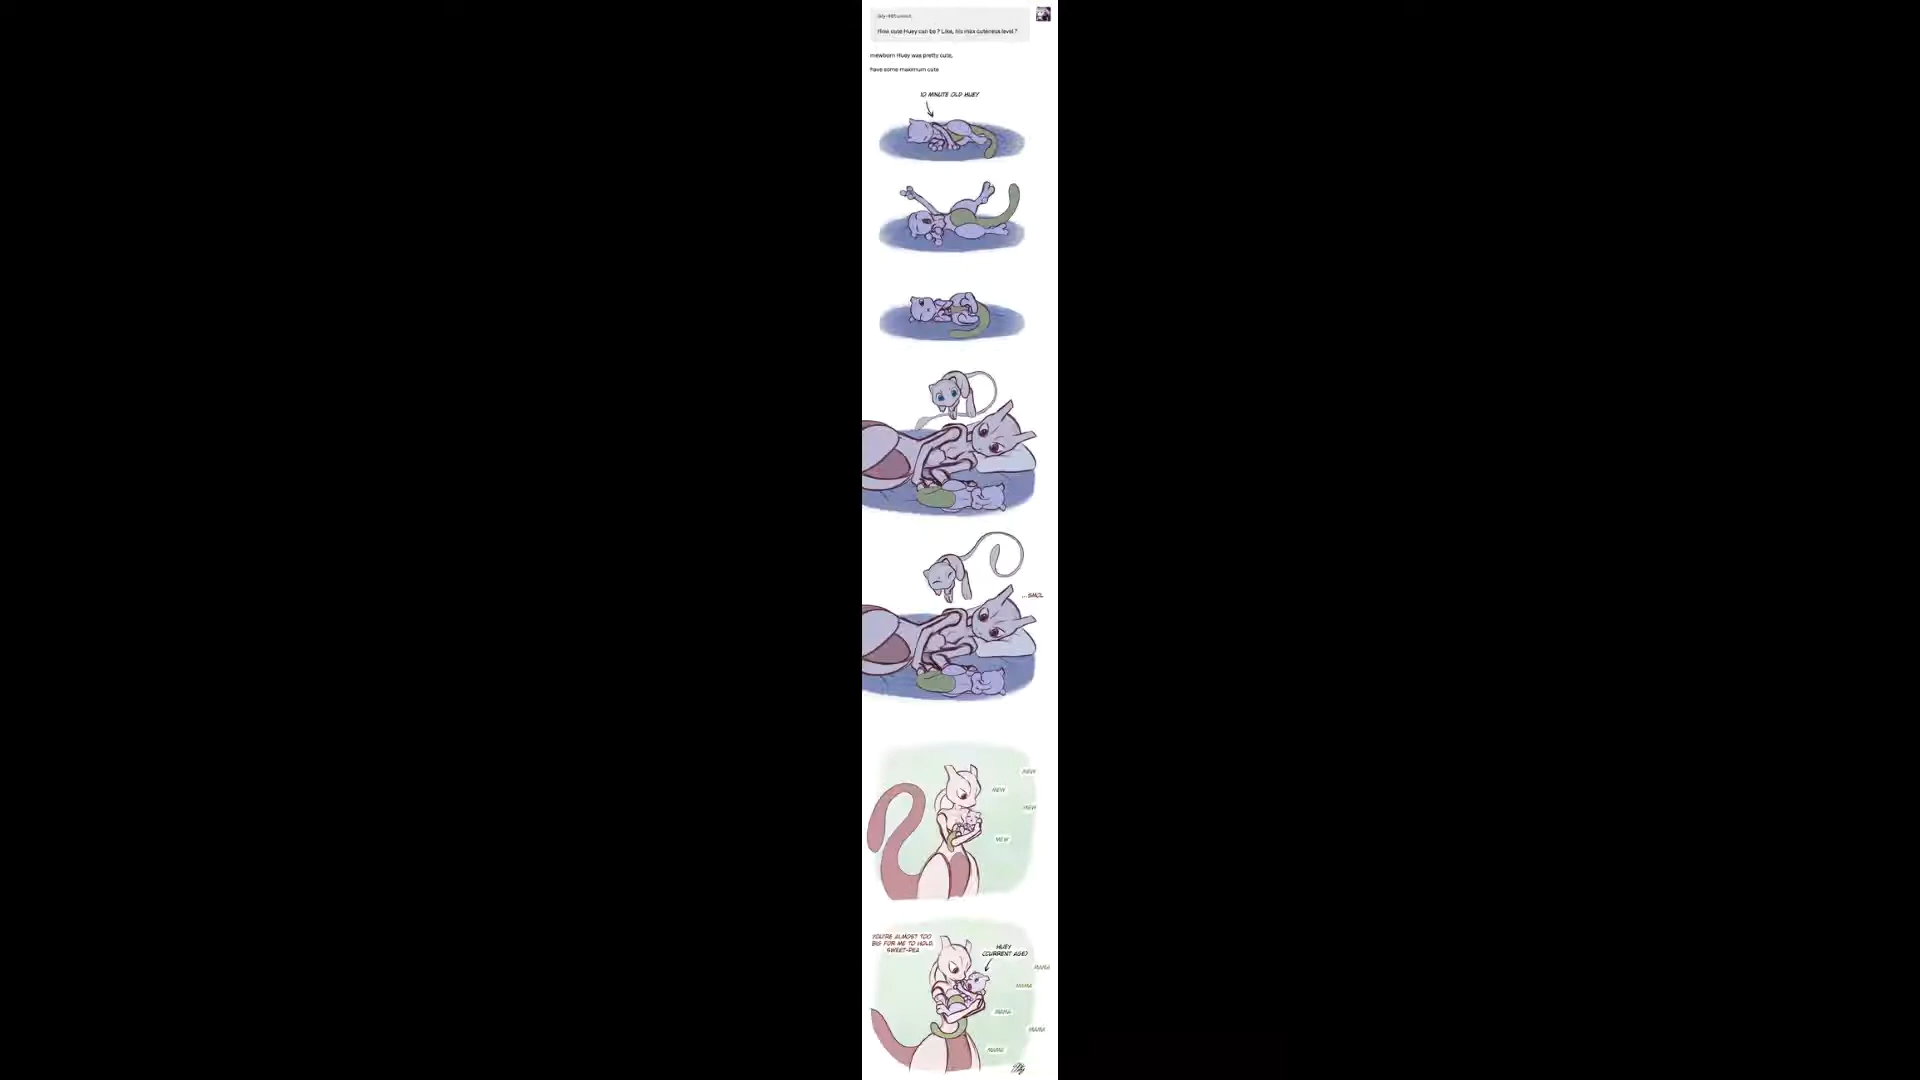 How cute Huey can be? Like, his max cuteness level?
newborn Huey was pretty cute,
have some maximum cute
10 MINUTE OLD HUEY
...SMOL
MEW
MEW
MEW
MEW
YOU'RE ALMOST TOO
BIG FOR ME TO HOLD,
SWEET-PEA
HUEY
(CURRENT AGE)
MAMA
MAMA
MAMA
MAMA
MAMA